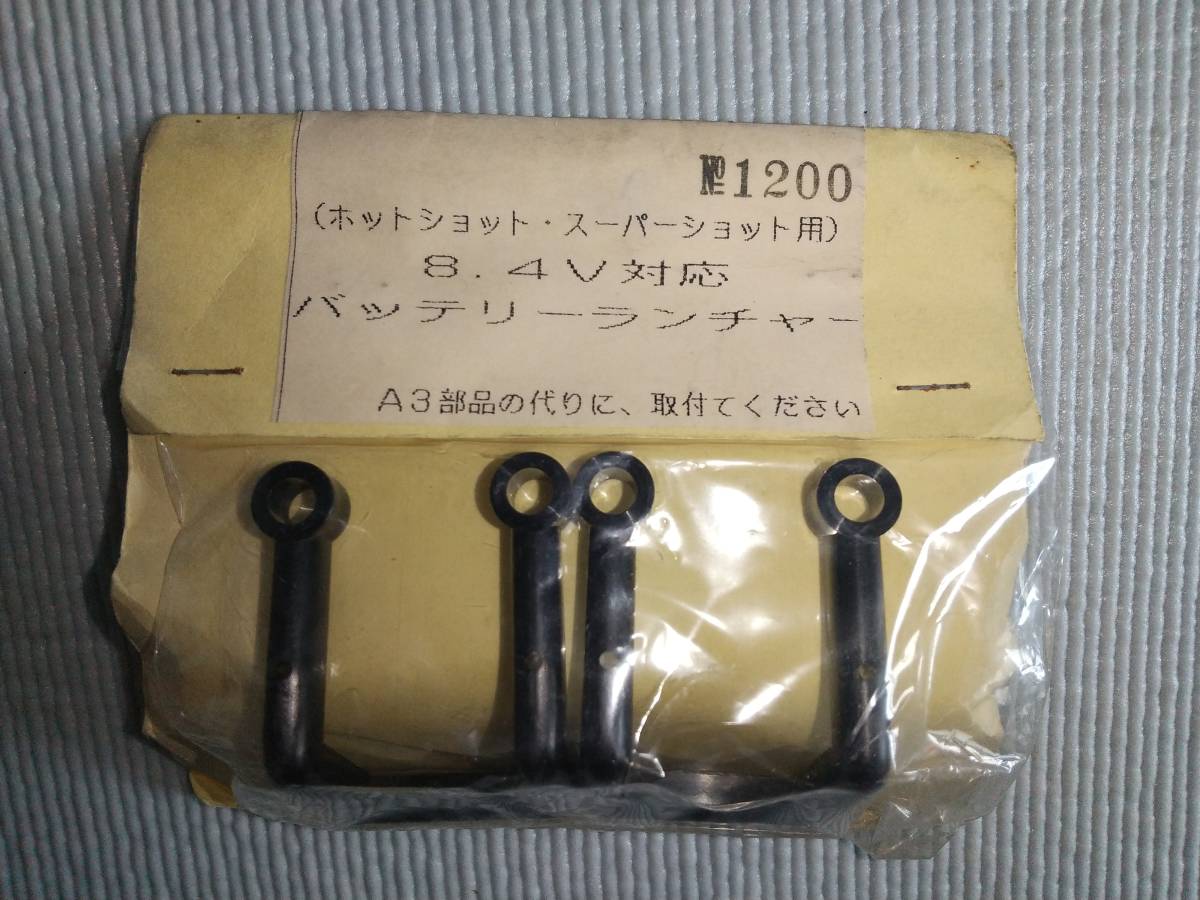 №1200
（ホットショット・スーパーショット用）
8.4V対応
バッテリーランチャー
A3部品の代りに、取付てください